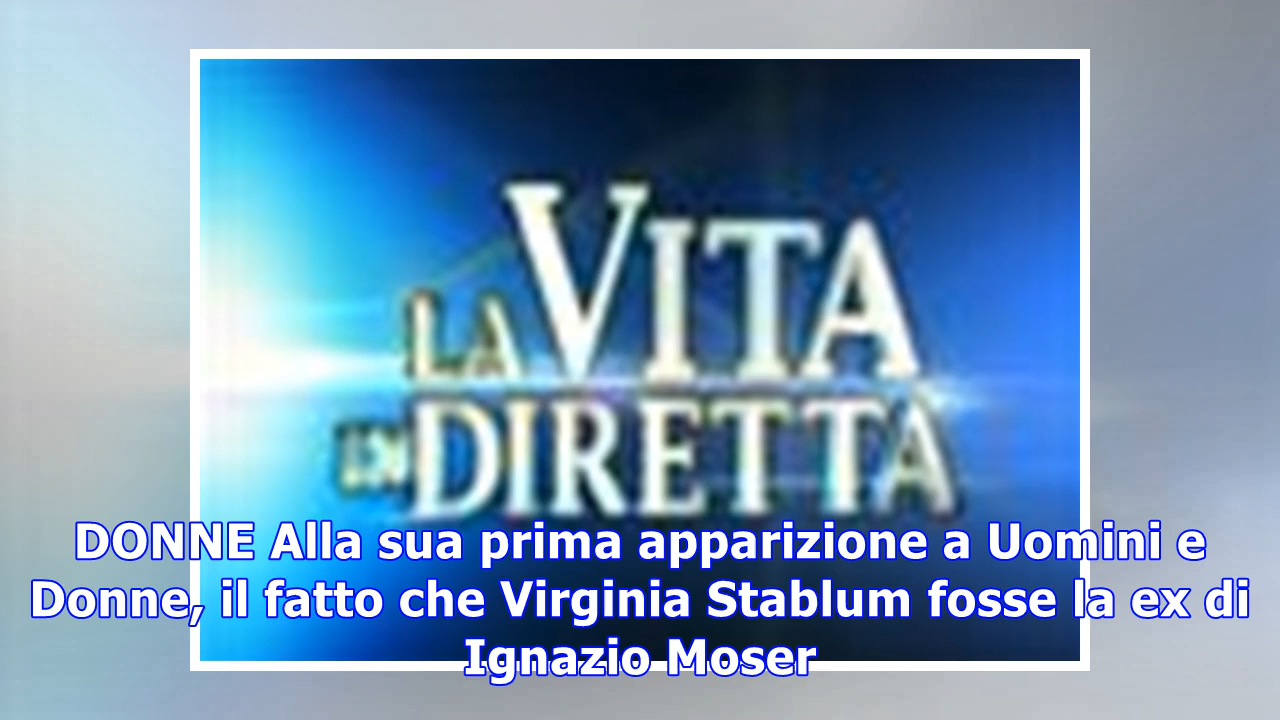 LA VITA
IN DIRETTA
DONNE Alla sua prima apparizione a Uomini e
Donne, il fatto che Virginia Stablum fosse la ex di
Ignazio Moser